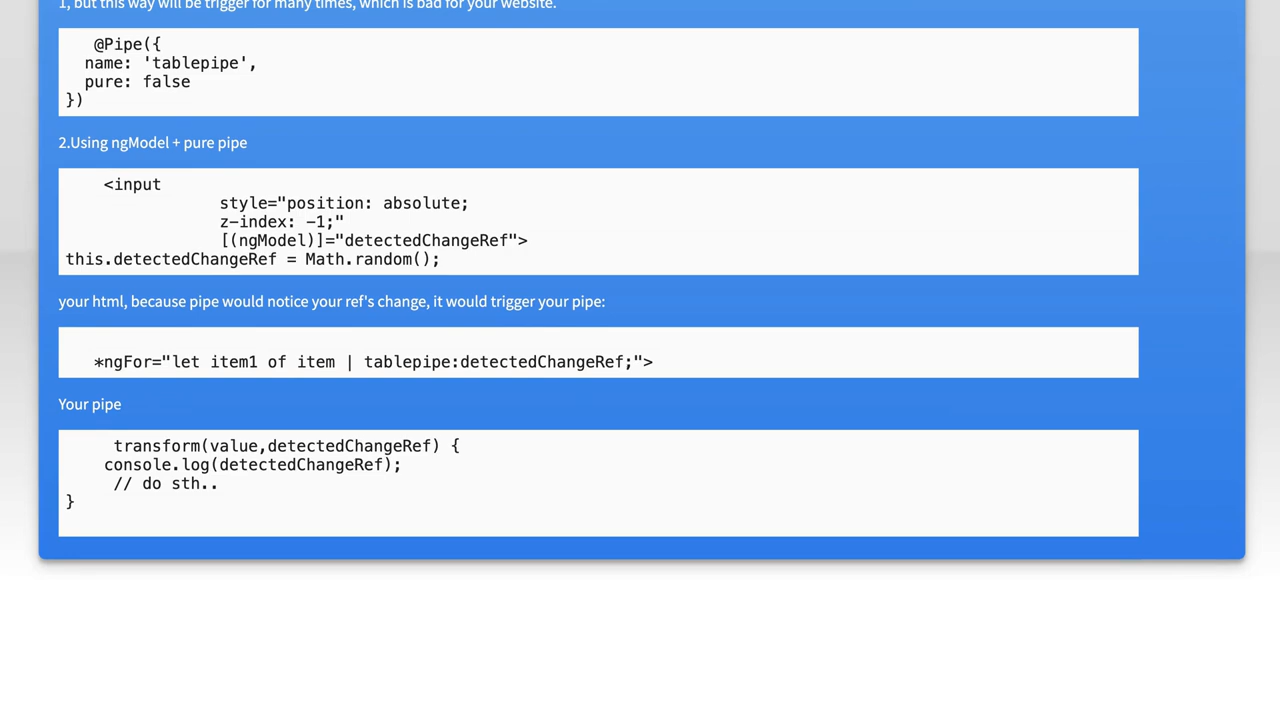 1, but this way will be trigger for many times, which is bad for your website.
@Pipe({
name: 'tablepipe',
pure: false
})
2.Using ngModel + pure pipe
<input
style="position: absolute;
z-index: -1;"
[(ngModel)]="detectedChangeRef">
this.detectedChangeRef = Math.random();
your html, because pipe would notice your ref's change, it would trigger your pipe:
*ngFor="let item1 of item | tablepipe:detectedChangeRef;">
Your pipe
transform(value,detectedChangeRef) {
console.log(detectedChangeRef);
// do sth..
}